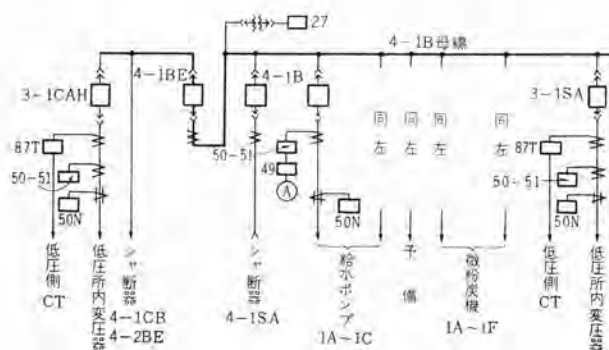 27
4-1B母線
4-1BE
4-1B
3-1CAH
3-1SA
同左
同左
同左
同左
87T
50-51
50N
50-51
49
A
50N
87T
50-51
50N
低圧側CT
低圧所内変圧器
シャ断器
4-1CB
4-2BE
シャ断器
4-1SA
給水ポンプ
1A~1C
予備
微粉炭機
1A~1F
低圧側CT
低圧所内変圧器